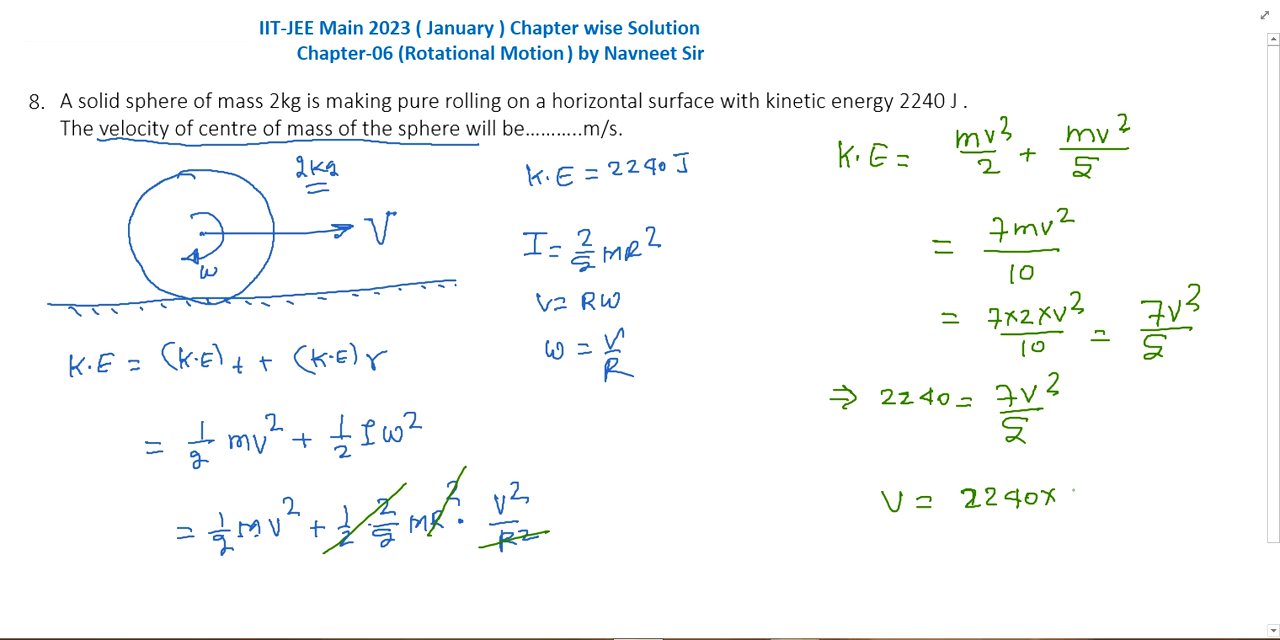 IIT-JEE Main 2023 ( January ) Chapter wise Solution
Chapter-06 (Rotational Motion) by Navneet Sir
8. A solid sphere of mass 2kg is making pure rolling on a horizontal surface with kinetic energy 2240 J .
The velocity of centre of mass of the sphere will be...........m/s.
2kg
V
ω
K.E = (K.E)t + (K.E)r
= 1/2 mv² + 1/2 Iω²
= 1/2 mv² + 1/2 · 2/5 mR² · v²/R²
K.E = 2240 J
I = 2/5 MR²
V = Rω
ω = V/R
K.E = mv²/2 + mv²/5
= 7mv²/10
= 7×2×v²/10 = 7v²/5
⇒ 2240 = 7v²/5
V = 2240×